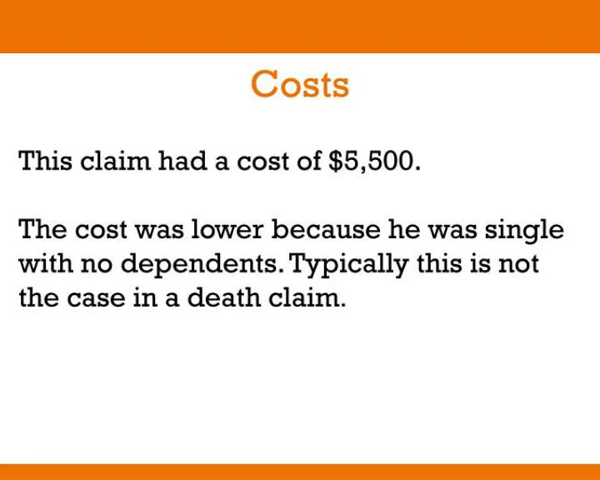 Costs
This claim had a cost of $5,500.
The cost was lower because he was single
with no dependents. Typically this is not
the case in a death claim.